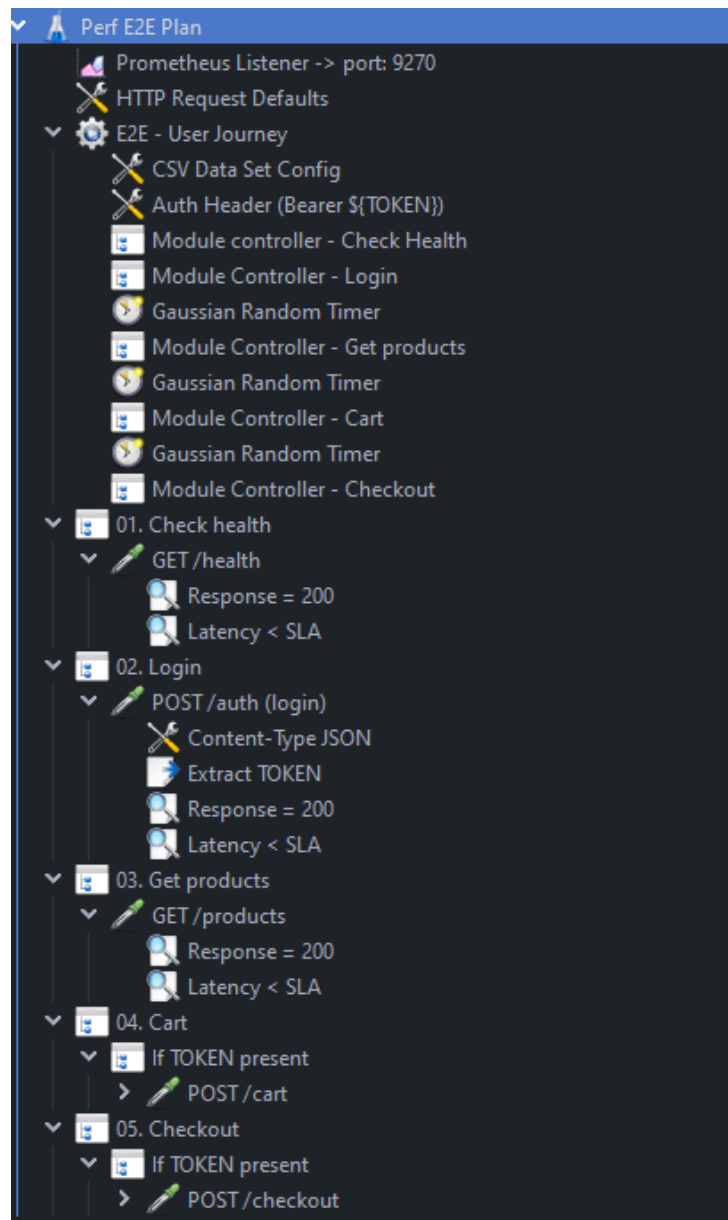 Perf E2E Plan
Prometheus Listener -> port: 9270
HTTP Request Defaults
E2E - User Journey
CSV Data Set Config
Auth Header (Bearer ${TOKEN})
Module controller - Check Health
Module Controller - Login
Gaussian Random Timer
Module Controller - Get products
Gaussian Random Timer
Module Controller - Cart
Gaussian Random Timer
Module Controller - Checkout
01. Check health
GET /health
Response = 200
Latency < SLA
02. Login
POST /auth (login)
Content-Type JSON
Extract TOKEN
Response = 200
Latency < SLA
03. Get products
GET /products
Response = 200
Latency < SLA
04. Cart
If TOKEN present
POST /cart
05. Checkout
If TOKEN present
POST /checkout